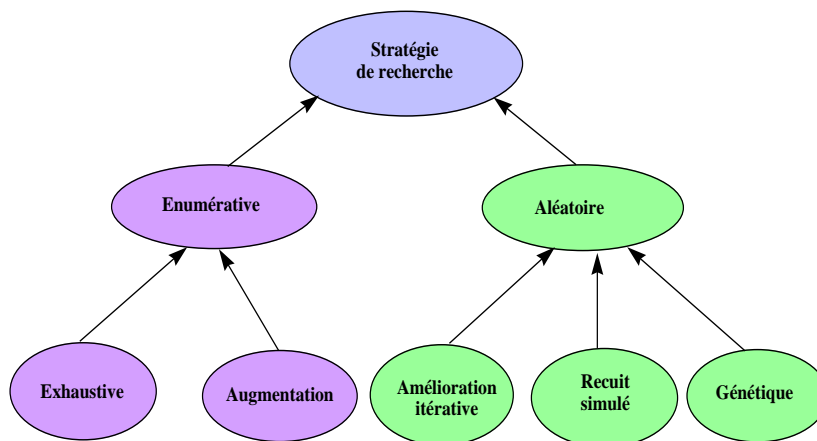 Stratégie
de recherche
Enumérative
Aléatoire
Exhaustive
Augmentation
Amélioration
itérative
Recuit
simulé
Génétique